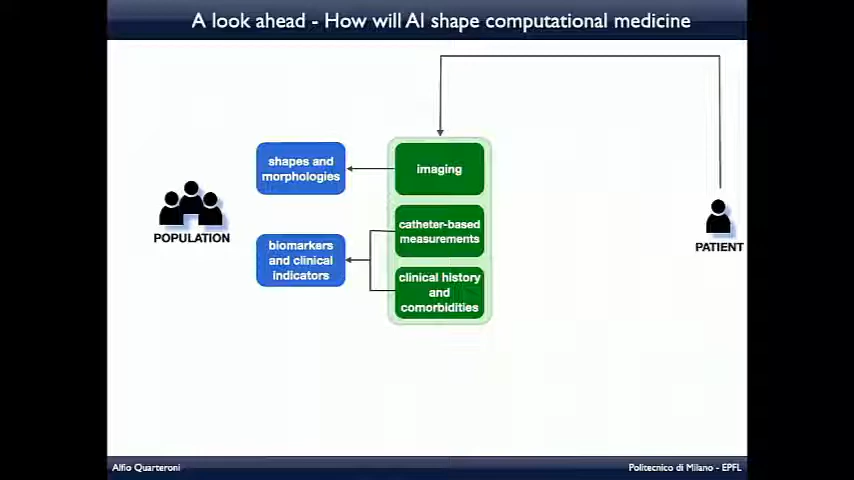 A look ahead - How will AI shape computational medicine
shapes and
morphologies
imaging
catheter-based
measurements
POPULATION
biomarkers
and clinical
indicators
clinical history
and
comorbidities
PATIENT
Alfio Quarteroni
Politecnico di Milano - EPFL